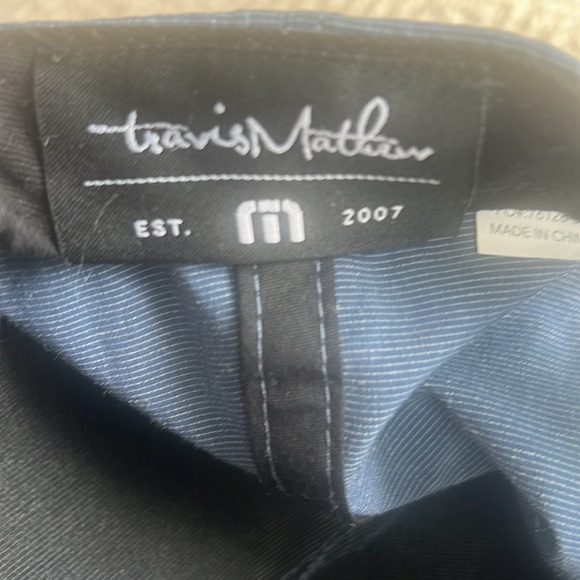 travisMathew
EST. m 2007
MADE IN CHIN